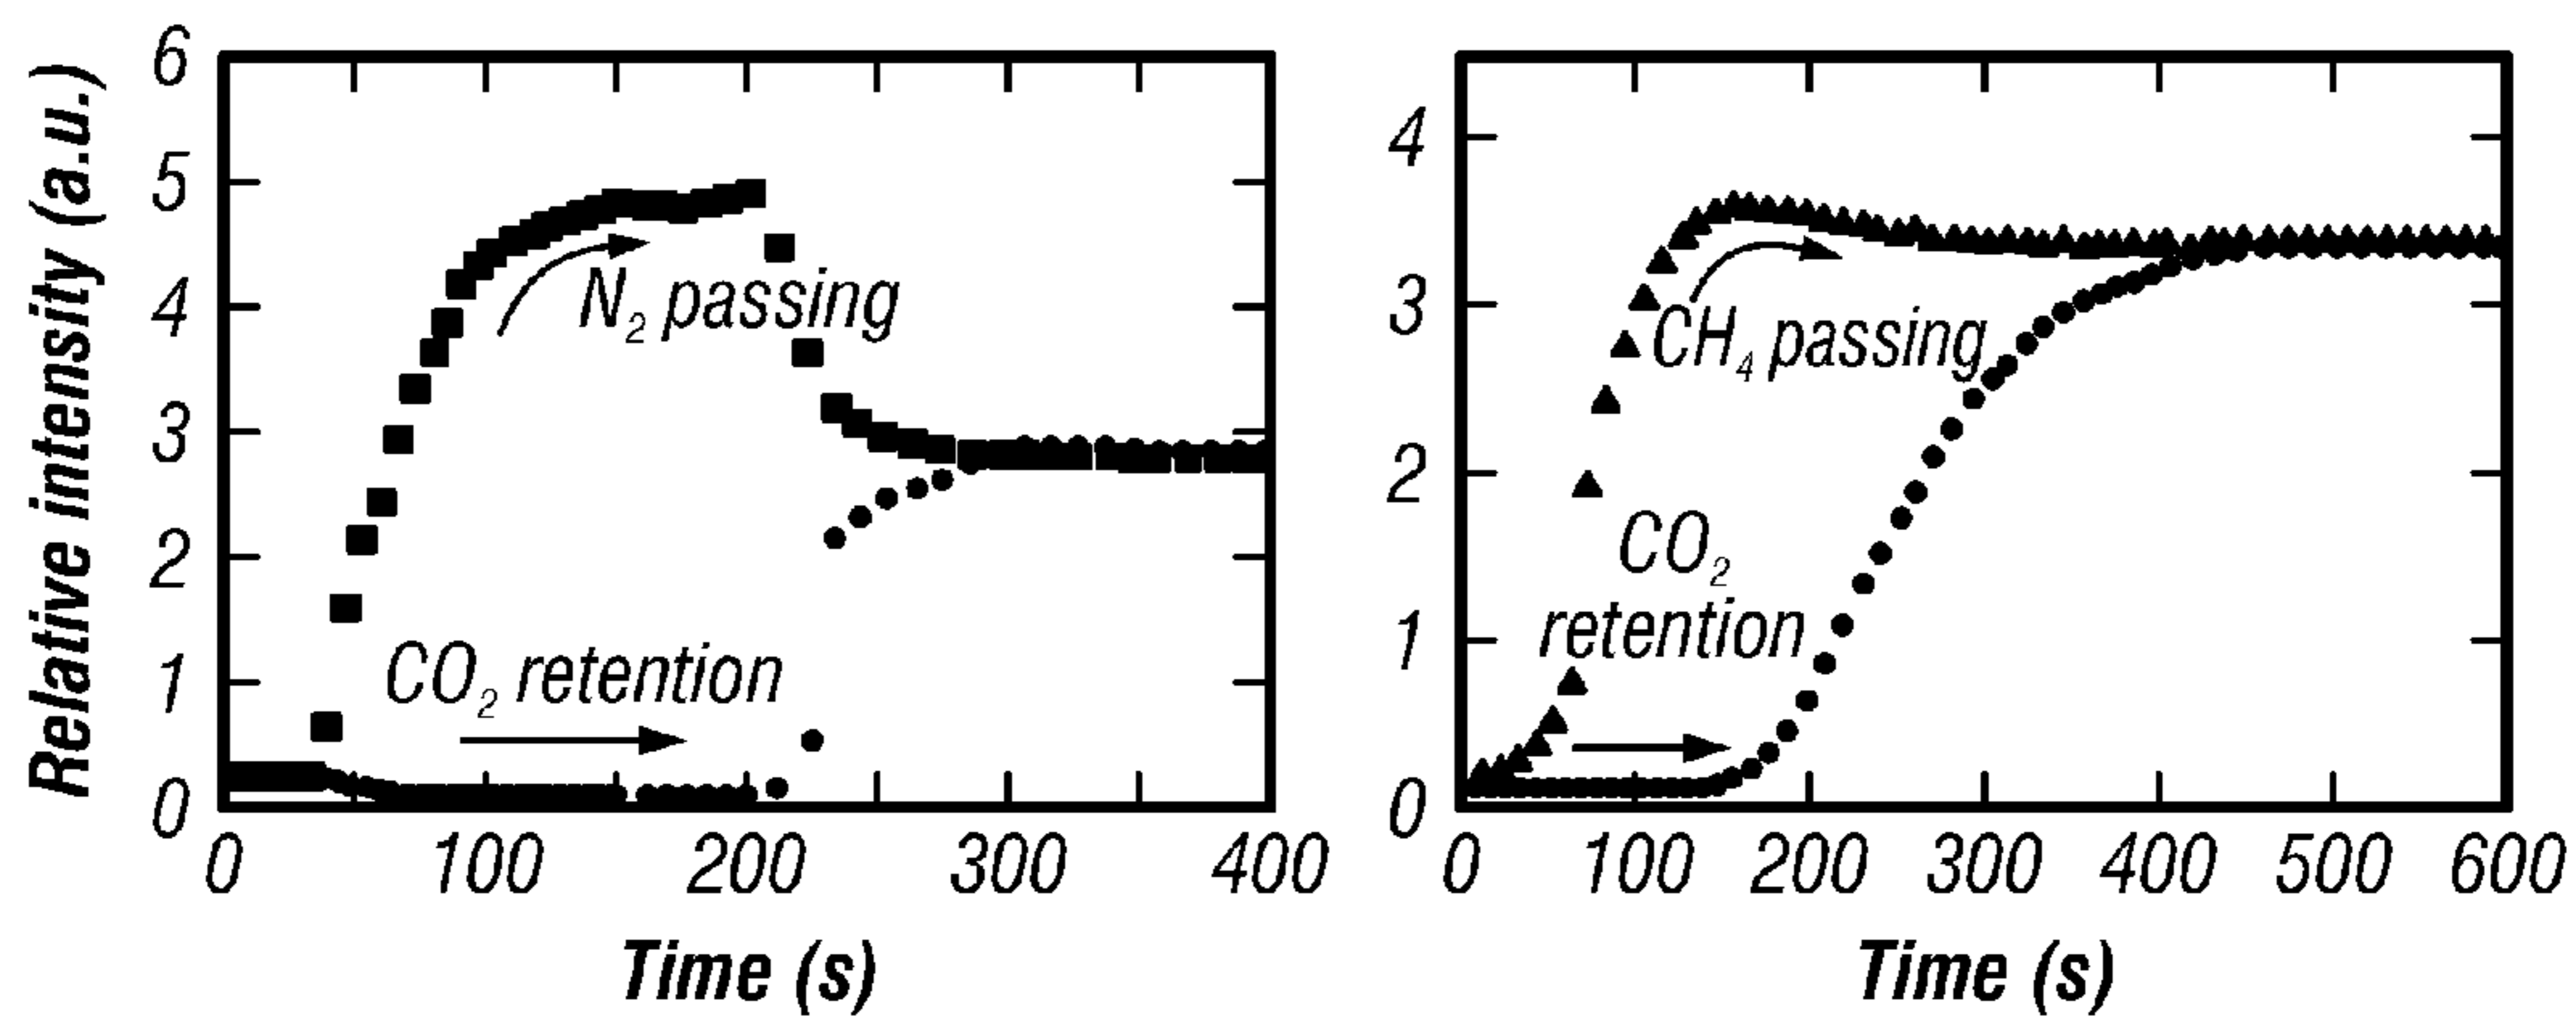 Relative intensity (a.u.)
6
5
4
3
2
1
0
N₂ passing
CO₂ retention
0 100 200 300 400
Time (s)
4
3
2
1
0
CH₄ passing
CO₂
retention
0 100 200 300 400 500 600
Time (s)